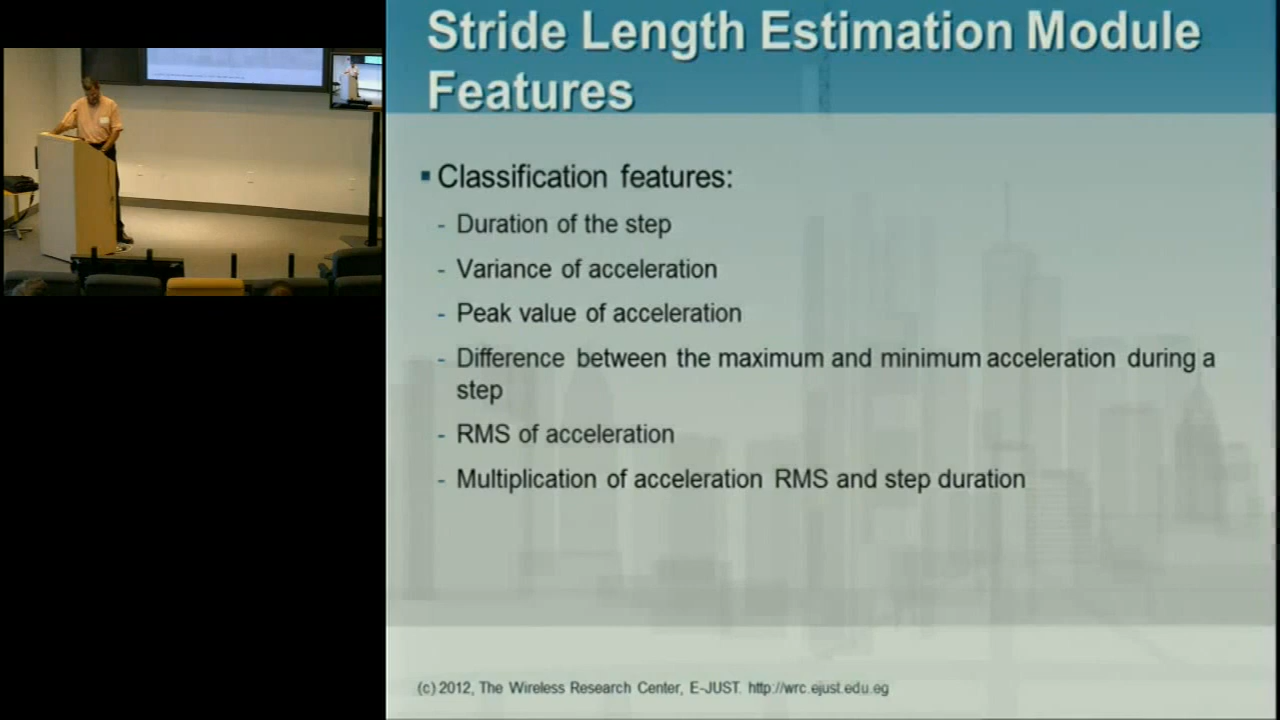 Stride Length Estimation Module
Features
Classification features:
- Duration of the step
- Variance of acceleration
- Peak value of acceleration
- Difference between the maximum and minimum acceleration during a
step
- RMS of acceleration
- Multiplication of acceleration RMS and step duration
(c) 2012, The Wireless Research Center, E-JUST. http://wrc.ejust.edu.eg